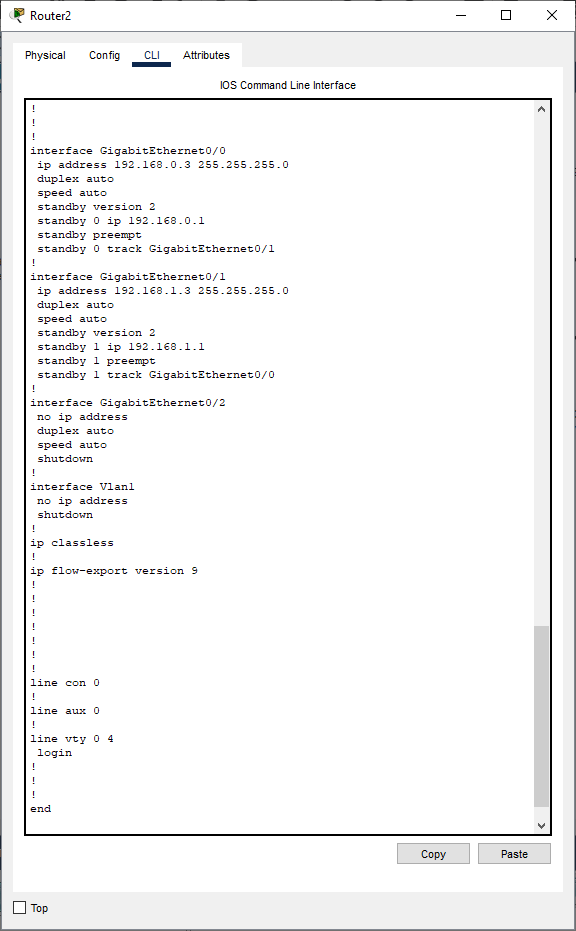 Router2
Physical Config CLI Attributes
IOS Command Line Interface
!
!
!
interface GigabitEthernet0/0
 ip address 192.168.0.3 255.255.255.0
 duplex auto
 speed auto
 standby version 2
 standby 0 ip 192.168.0.1
 standby preempt
 standby 0 track GigabitEthernet0/1
!
interface GigabitEthernet0/1
 ip address 192.168.1.3 255.255.255.0
 duplex auto
 speed auto
 standby version 2
 standby 1 ip 192.168.1.1
 standby 1 preempt
 standby 1 track GigabitEthernet0/0
!
interface GigabitEthernet0/2
 no ip address
 duplex auto
 speed auto
 shutdown
!
interface Vlan1
 no ip address
 shutdown
!
ip classless
!
ip flow-export version 9
!
!
!
!
!
!
!
line con 0
!
line aux 0
!
line vty 0 4
 login
!
!
!
end
Copy Paste
Top